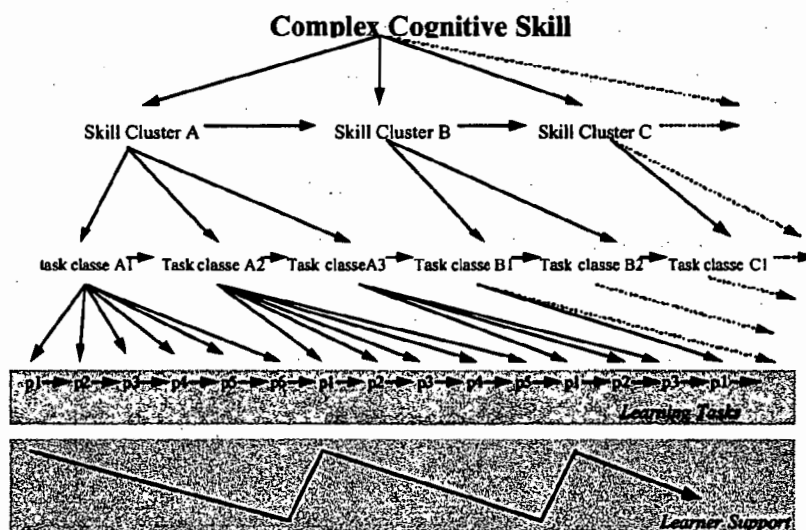 Complex Cognitive Skill
Skill Cluster A Skill Cluster B Skill Cluster C
task classe A1 Task classe A2 Task classeA3 Task classe B1 Task classe B2 Task classe C1
p1 p2 p3 p4 p5 p6 p1 p2 p3 p4 p5 p1 p2 p3 p1
Learning Tasks
Learner Support